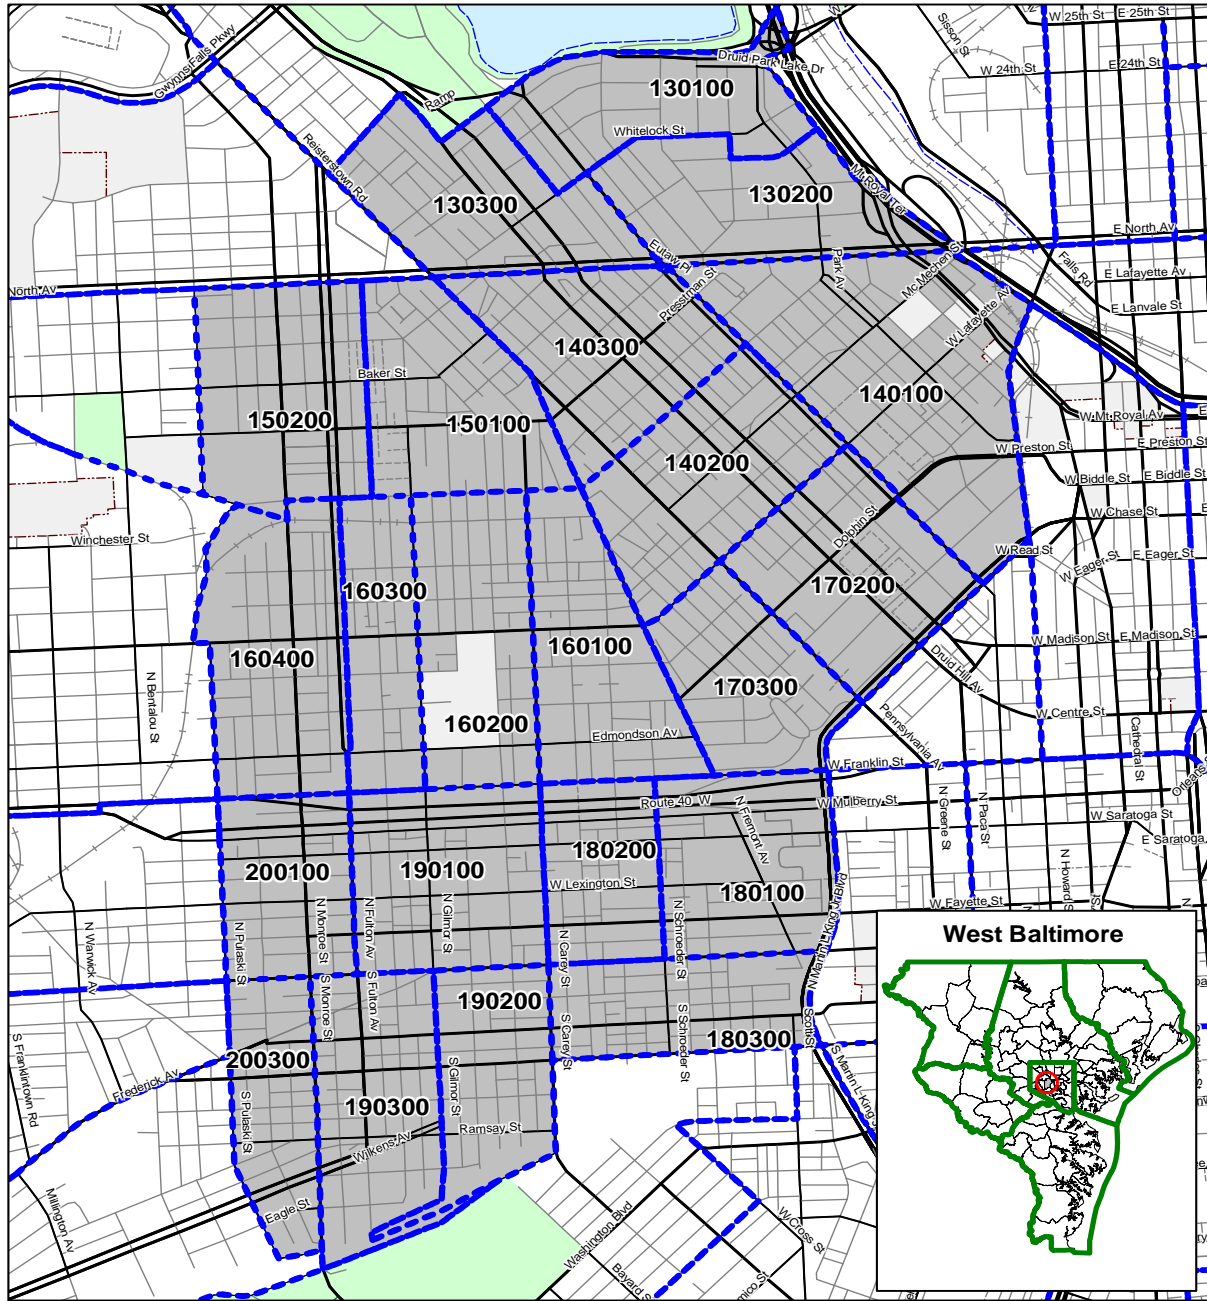 W 25th St
E 25th St
Sisson St
Gwynns Falls Pkwy
Druid Park Lake Dr
W 24th St
E 24th St
130100
Ramp
Whitelock St
Reisterstown Rd
Mt Royal Ter
130300
130200
E North Av
Eutaw Pl
Mc Mechen St
Falls Rd
Park Av
E Lafayette Av
North Av
Presstman St
E Lanvale St
W Lafayette Av
140300
Baker St
140100
150200
150100
W Mt Royal Av
E
W Preston St
E Preston St
140200
W Biddle St
E Biddle St
W Chase St
E
Dolphin St
Winchester St
W Read St
W Eager St
E Eager St
160300
170200
W Madison St
E Madison St
160100
160400
Druid Hill Av
N Bentalou St
170300
W Centre St
160200
Pennsylvania Av
Cathedral St
Edmondson Av
W Franklin St
Orleans S
Route 40 W
W Mulberry St
N Greene St
N Paca St
W Saratoga St
N Fremont Av
E Saratoga
180200
200100
190100
N Howard S
W Lexington St
180100
W Fayette St
N Martin L King Jr Blvd
N Warwick Av
N Pulaski St
N Monroe St
N Fulton Av
N Gilmor St
N Carey St
N Schroeder St
West Baltimore
S Monroe St
S Fulton Av
190200
S Carey St
S Schroeder St
Scott St
180300
S Franklintown Rd
200300
S Martin L King J
Frederick Av
S Gilmor St
S Pulaski St
190300
Ramsay St
Wilkens Av
Millington Av
Eagle St
W Cross St
Washington Blvd
Bayard S
mico St